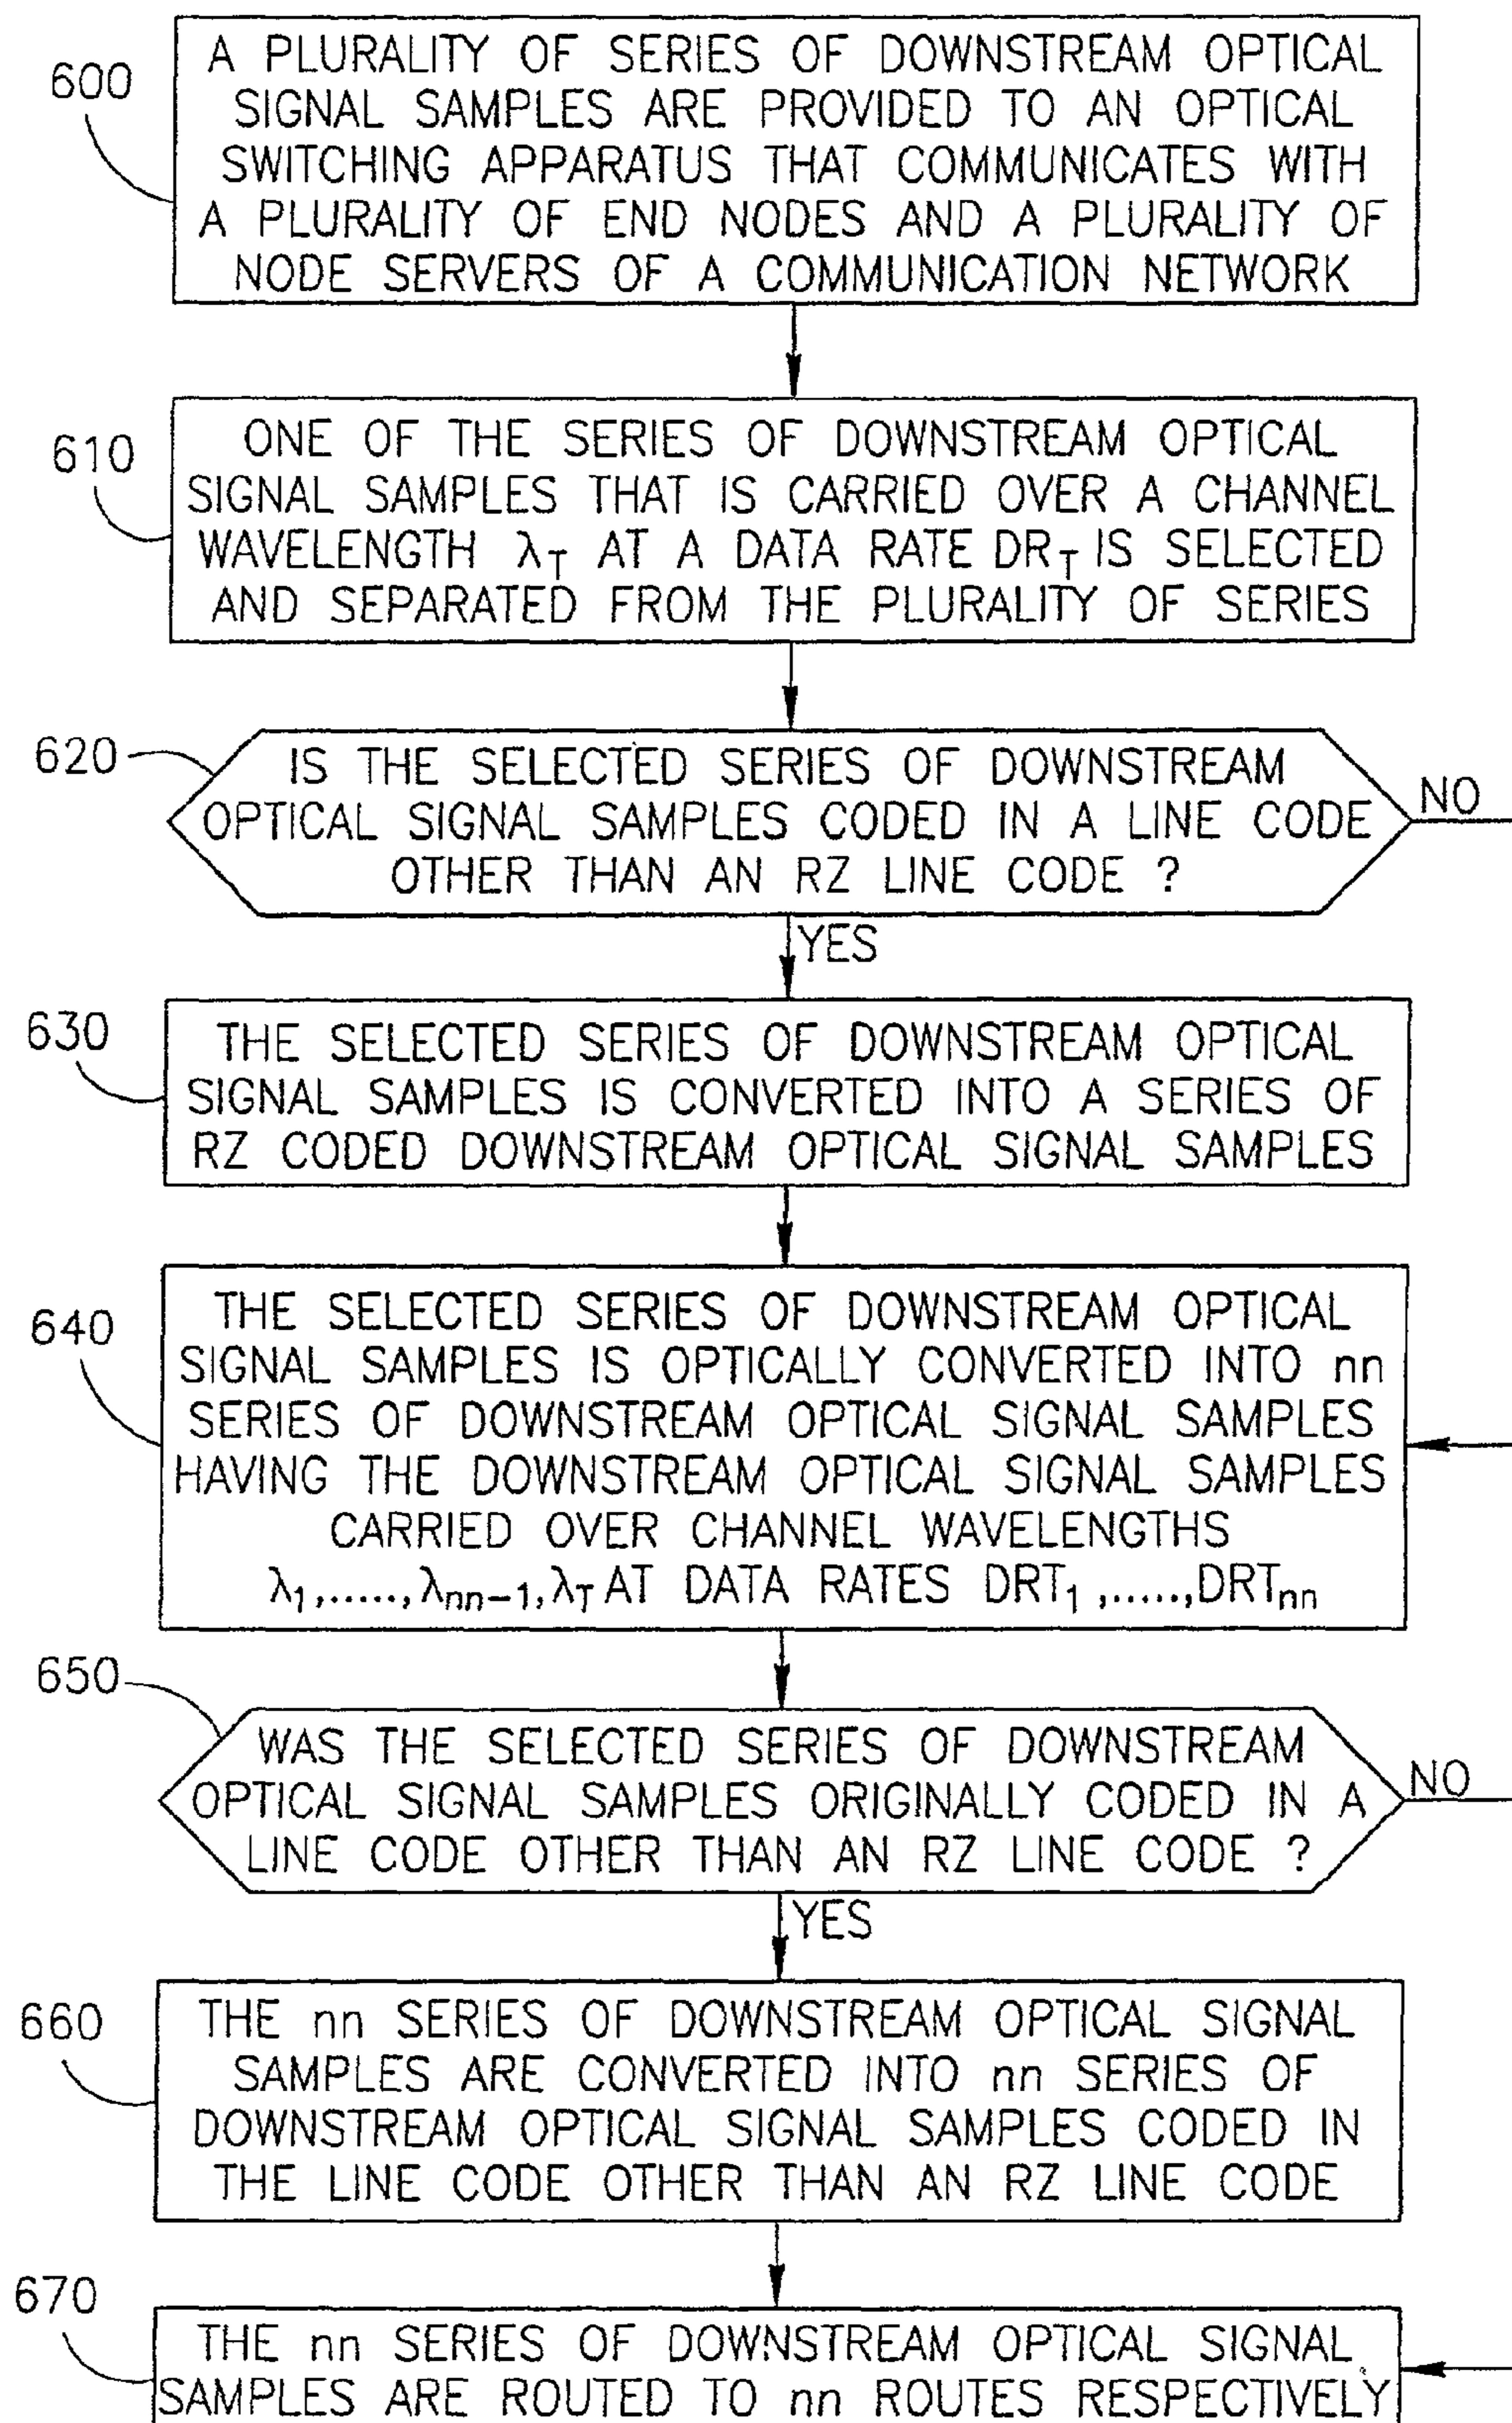 600
A PLURALITY OF SERIES OF DOWNSTREAM OPTICAL
SIGNAL SAMPLES ARE PROVIDED TO AN OPTICAL
SWITCHING APPARATUS THAT COMMUNICATES WITH
A PLURALITY OF END NODES AND A PLURALITY OF
NODE SERVERS OF A COMMUNICATION NETWORK
610
ONE OF THE SERIES OF DOWNSTREAM OPTICAL
SIGNAL SAMPLES THAT IS CARRIED OVER A CHANNEL
WAVELENGTH λT AT A DATA RATE DRT IS SELECTED
AND SEPARATED FROM THE PLURALITY OF SERIES
620
IS THE SELECTED SERIES OF DOWNSTREAM
OPTICAL SIGNAL SAMPLES CODED IN A LINE CODE
OTHER THAN AN RZ LINE CODE ?
NO
YES
630
THE SELECTED SERIES OF DOWNSTREAM OPTICAL
SIGNAL SAMPLES IS CONVERTED INTO A SERIES OF
RZ CODED DOWNSTREAM OPTICAL SIGNAL SAMPLES
640
THE SELECTED SERIES OF DOWNSTREAM OPTICAL
SIGNAL SAMPLES IS OPTICALLY CONVERTED INTO nn
SERIES OF DOWNSTREAM OPTICAL SIGNAL SAMPLES
HAVING THE DOWNSTREAM OPTICAL SIGNAL SAMPLES
CARRIED OVER CHANNEL WAVELENGTHS
λ1,.....,λnn-1,λT AT DATA RATES DRT1,.....,DRTnn
650
WAS THE SELECTED SERIES OF DOWNSTREAM
OPTICAL SIGNAL SAMPLES ORIGINALLY CODED IN A
LINE CODE OTHER THAN AN RZ LINE CODE ?
NO
YES
660
THE nn SERIES OF DOWNSTREAM OPTICAL SIGNAL
SAMPLES ARE CONVERTED INTO nn SERIES OF
DOWNSTREAM OPTICAL SIGNAL SAMPLES CODED IN
THE LINE CODE OTHER THAN AN RZ LINE CODE
670
THE nn SERIES OF DOWNSTREAM OPTICAL SIGNAL
SAMPLES ARE ROUTED TO nn ROUTES RESPECTIVELY